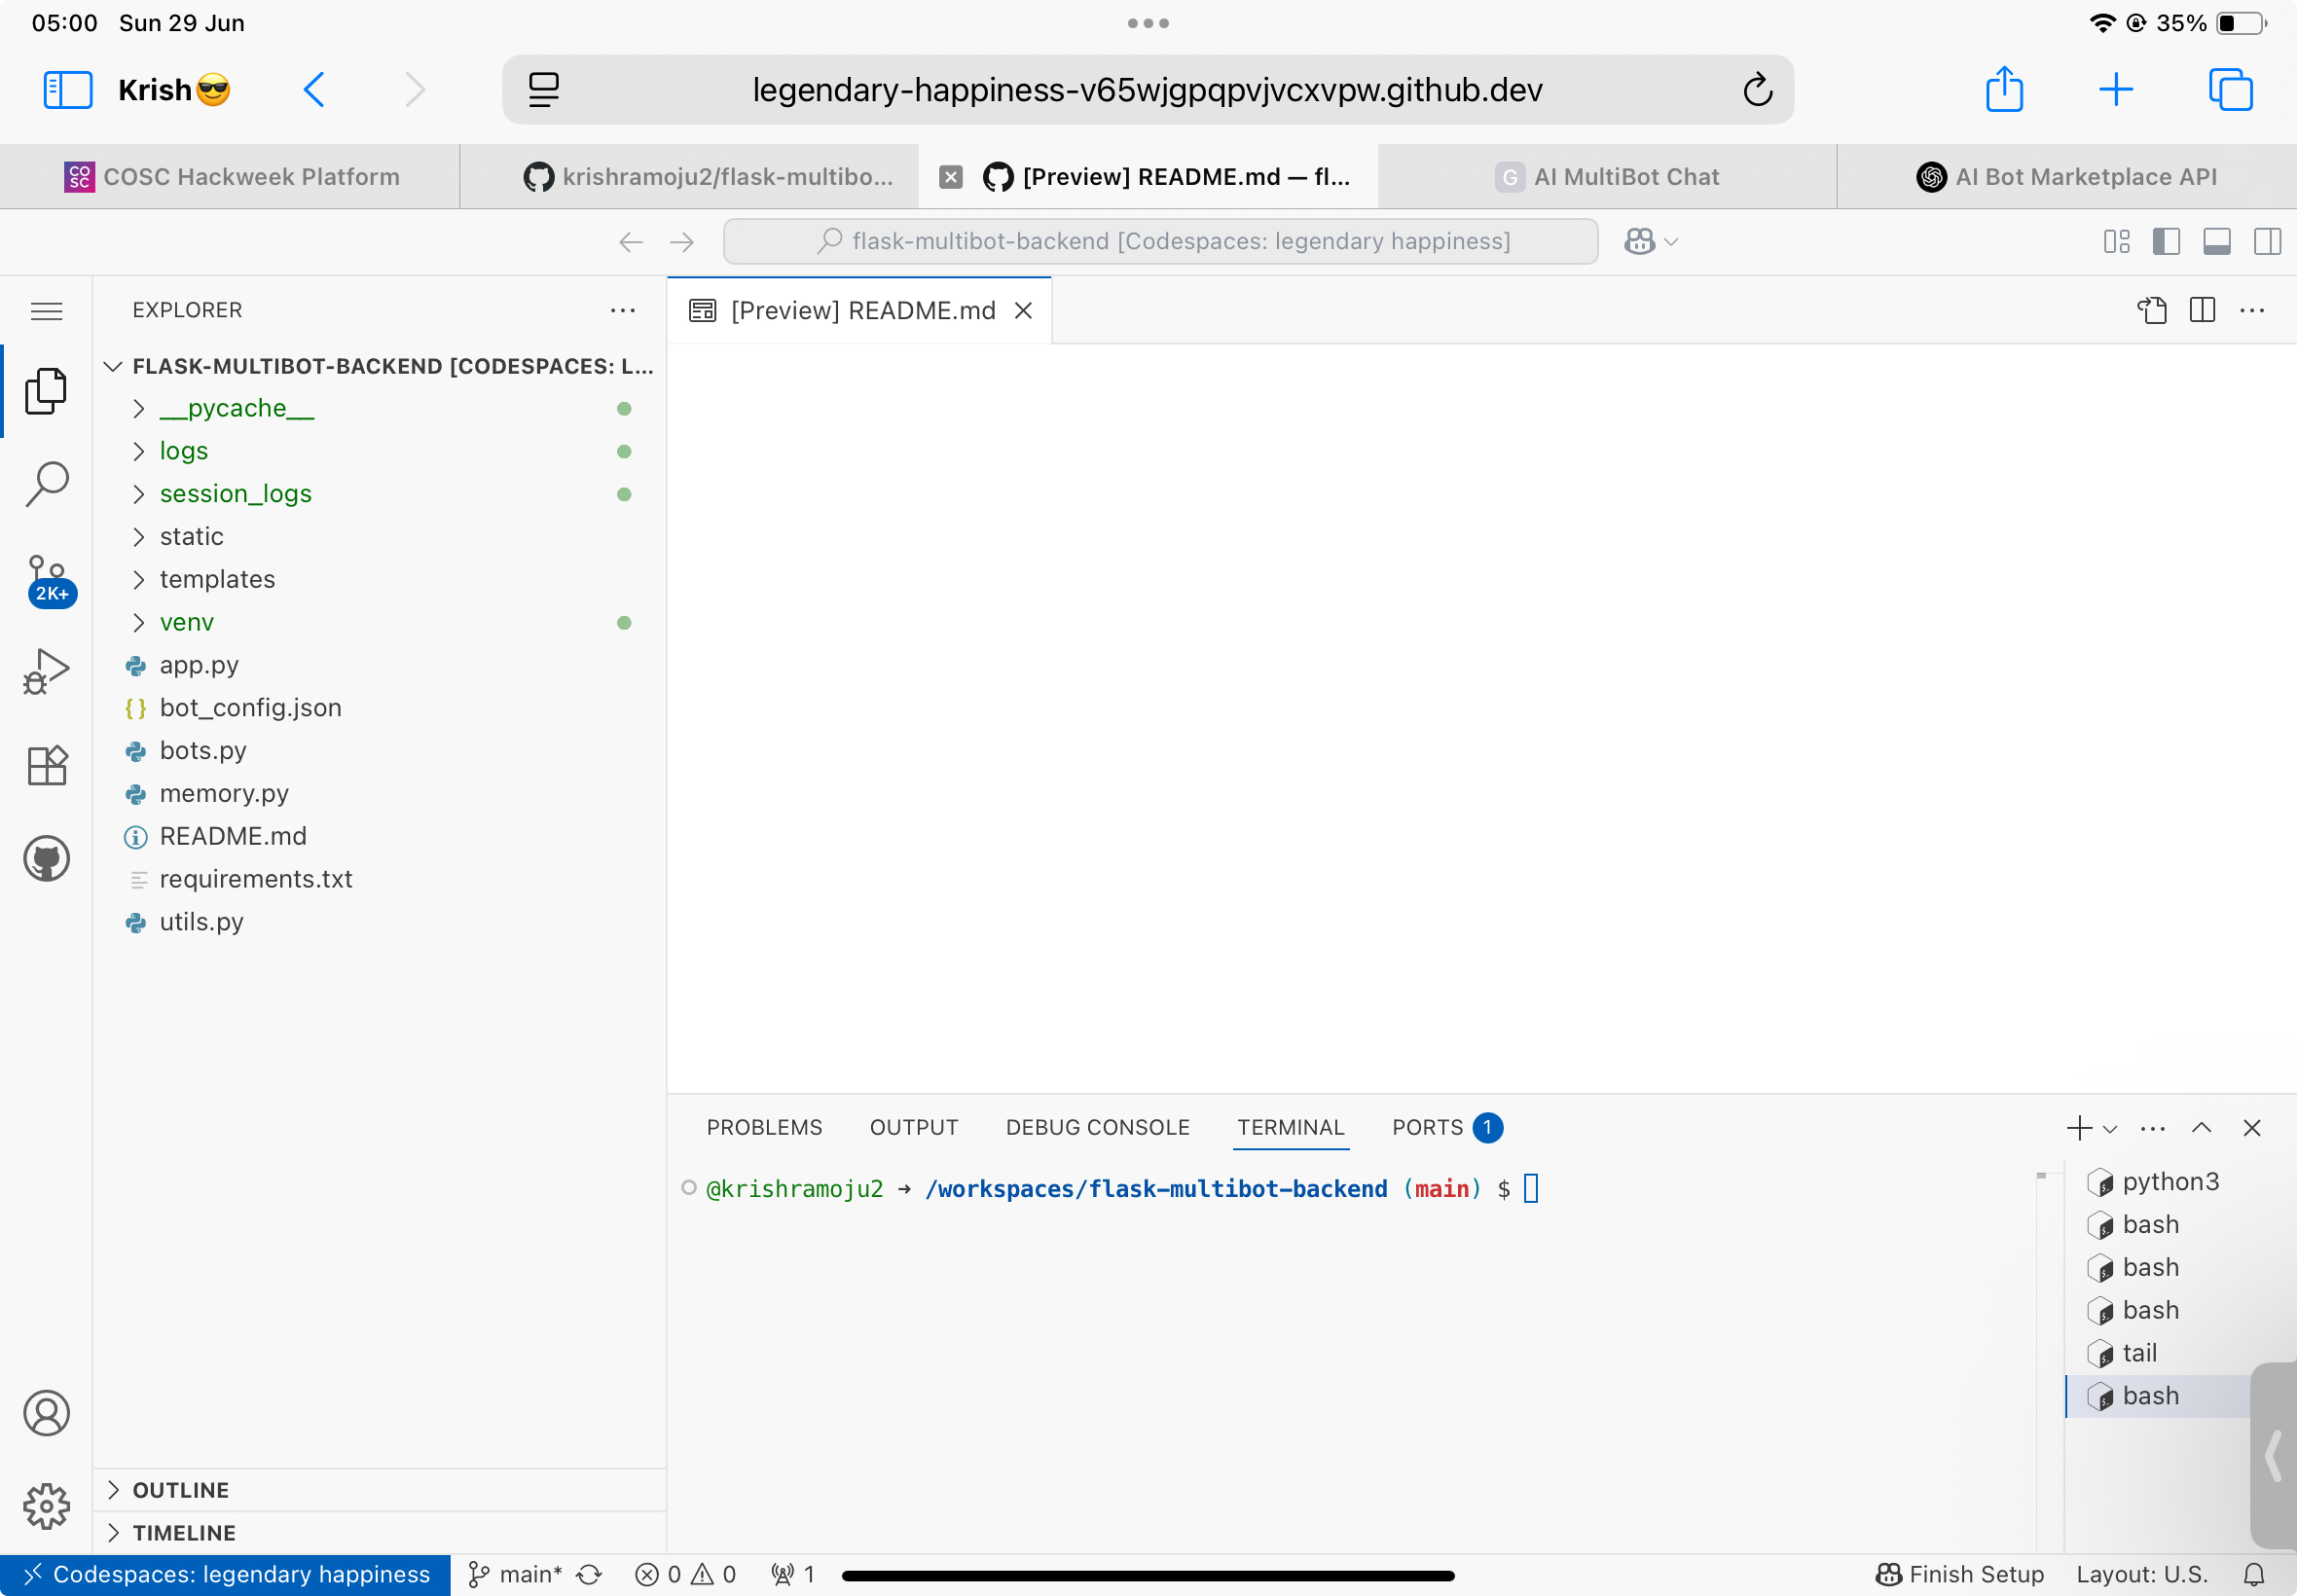 05:00 Sun 29 Jun
35%
Krish😎
legendary-happiness-v65wjgpqpvjvcxvpw.github.dev
COSC COSC Hackweek Platform
krishramoju2/flask-multibo...
[Preview] README.md — fl...
G AI MultiBot Chat
AI Bot Marketplace API
flask-multibot-backend [Codespaces: legendary happiness]
EXPLORER
[Preview] README.md
FLASK-MULTIBOT-BACKEND [CODESPACES: L...
__pycache__
logs
session_logs
static
templates
venv
app.py
{} bot_config.json
bots.py
memory.py
README.md
requirements.txt
utils.py
2K+
OUTLINE
TIMELINE
PROBLEMS OUTPUT DEBUG CONSOLE TERMINAL PORTS 1
@krishramoju2 → /workspaces/flask-multibot-backend (main) $
python3
bash
bash
bash
tail
bash
Codespaces: legendary happiness main* 0 0 1 Finish Setup Layout: U.S.